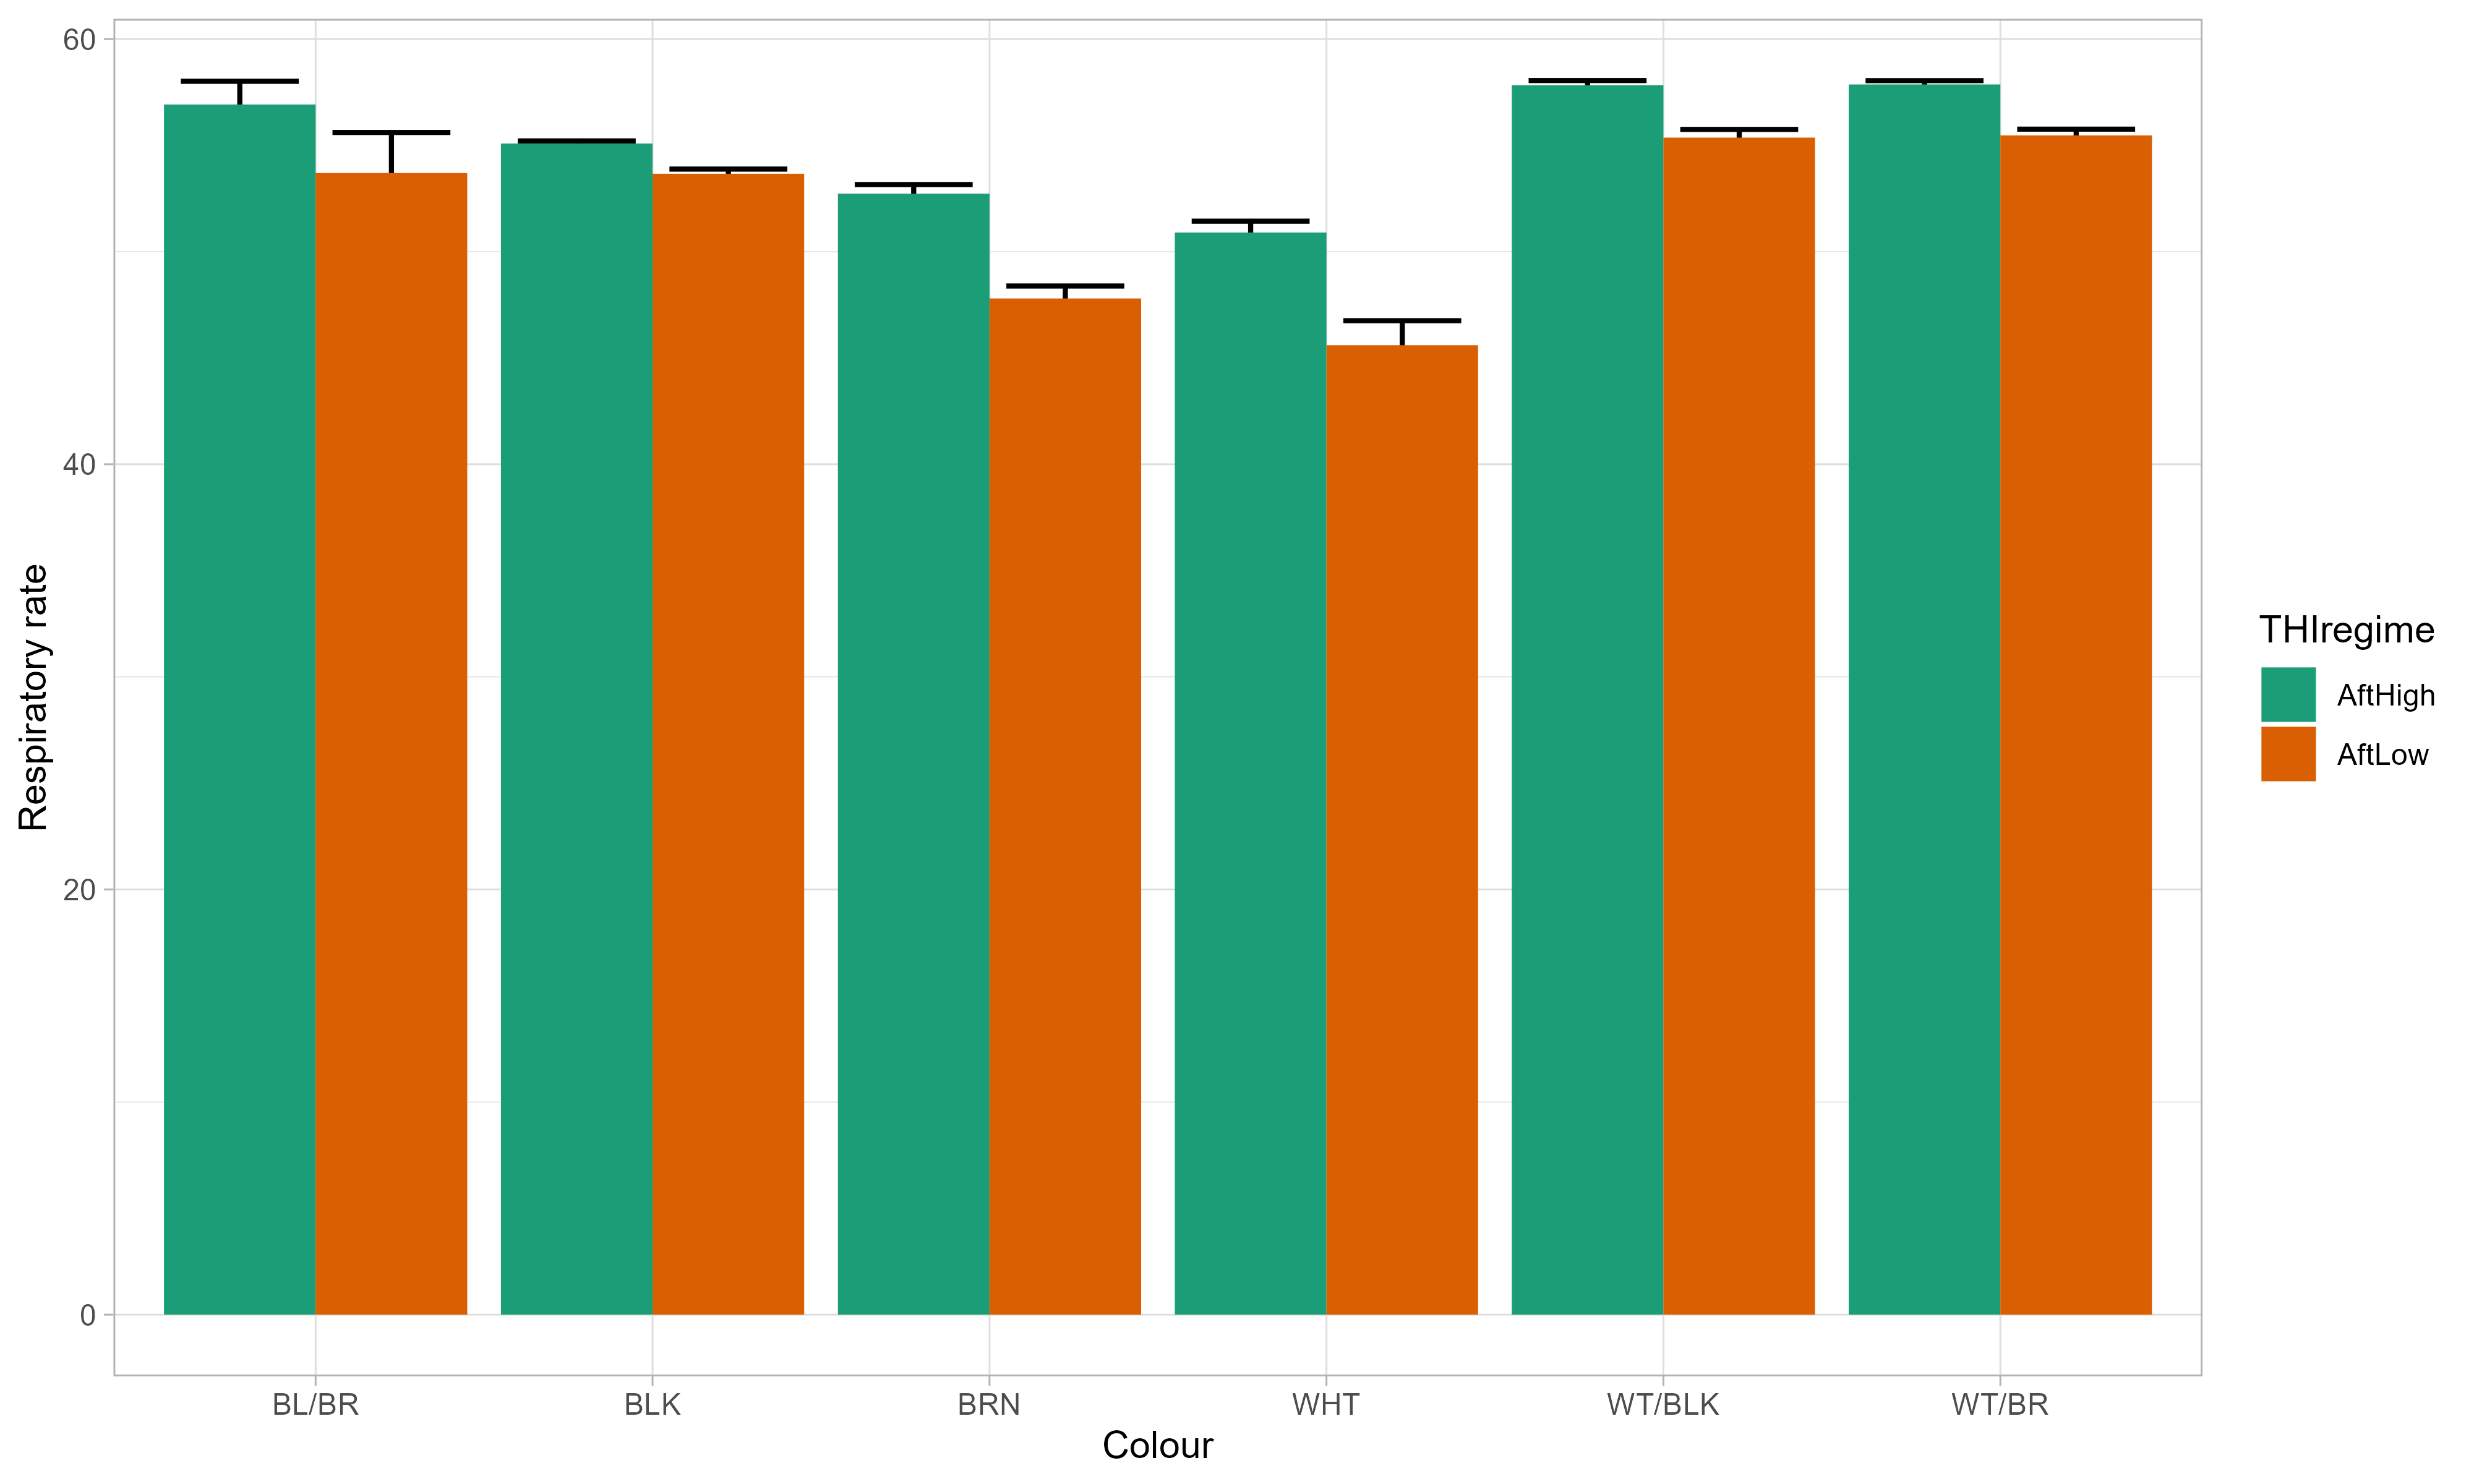 60
40
20
0
Respiratory rate
BL/BR
BLK
BRN
WHT
WT/BLK
WT/BR
Colour
THIregime
AftHigh
AftLow